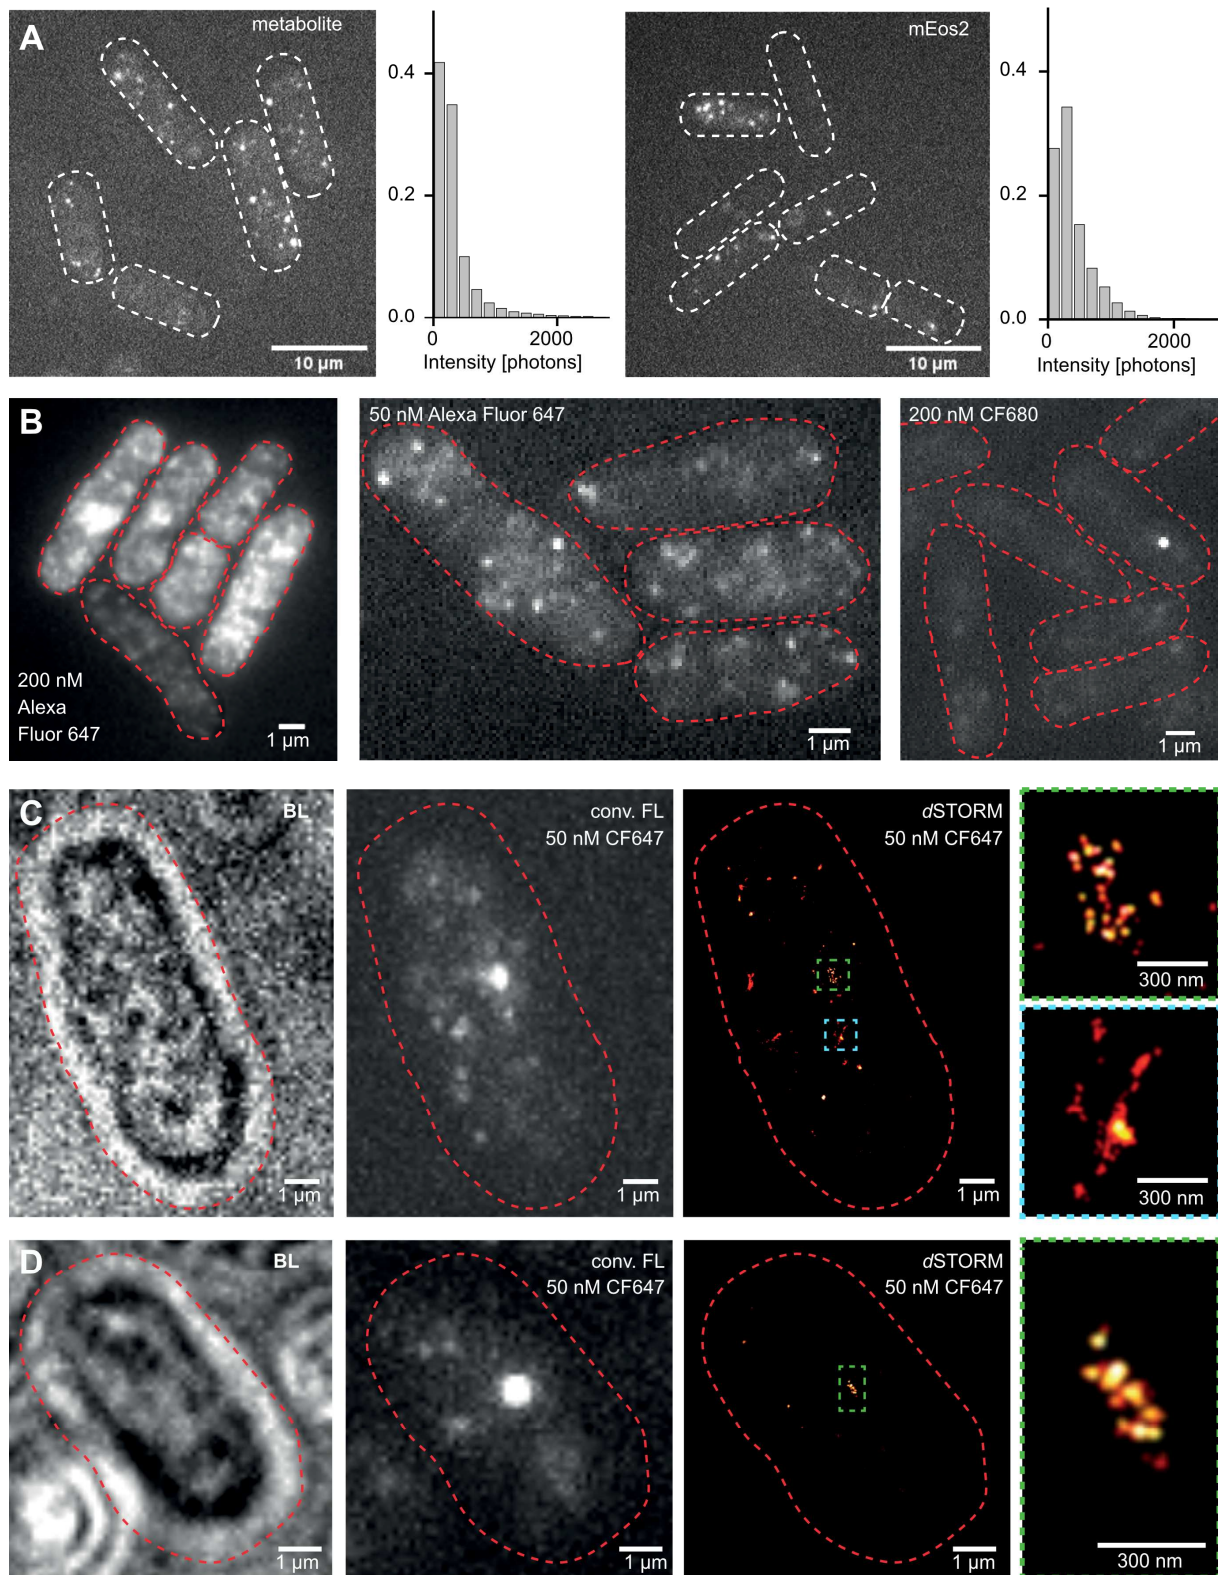 A
metabolite
10 µm
0.4
0.2
0.0
0
2000
Intensity [photons]
mEos2
10 µm
0.4
0.2
0.0
0
2000
Intensity [photons]
B
200 nM
Alexa
Fluor 647
1 µm
50 nM Alexa Fluor 647
1 µm
200 nM CF680
1 µm
C
BL
1 µm
conv. FL
50 nM CF647
1 µm
dSTORM
50 nM CF647
1 µm
300 nm
300 nm
D
BL
1 µm
conv. FL
50 nM CF647
1 µm
dSTORM
50 nM CF647
1 µm
300 nm